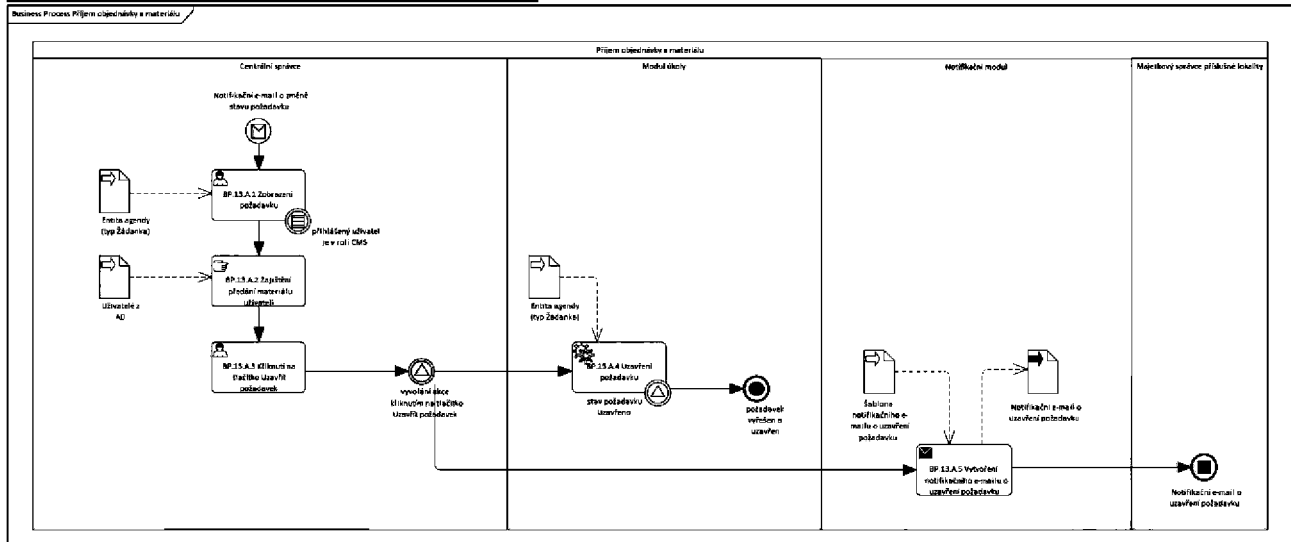 Business Process Příjem objednávky a materiálu
Příjem objednávky a materiálu
Centrální správce
Modul úkoly
Notifikační modul
Majetkový správce příslušné lokality
Notifikační e-mail o změně
stavu požadavku
BP.13.A.1 Zobrazení
požadavku
Entita agendy
(typ Žádanka)
přihlášený uživatel
je v roli CMS
BP.13.A.2 Zajištění
předání materiálu
uživateli
Uživatelé z
AD
BP.13.A.3 Kliknutí na
tlačítko Uzavřít
požadavek
vyvolání akce
kliknutím na tlačítko
Uzavřít požadavek
Entita agendy
(typ Žádanka)
BP.13.A.4 Uzavření
požadavku
stav požadavku
Uzavřeno
požadavek
vyřešen a
uzavřen
Šablona
notifikačního e-
mailu o uzavření
požadavku
Notifikační e-mail o
uzavření požadavku
BP.13.A.5 Vytvoření
notifikačního e-mailu o
uzavření požadavku
Notifikační e-mail o
uzavření požadavku